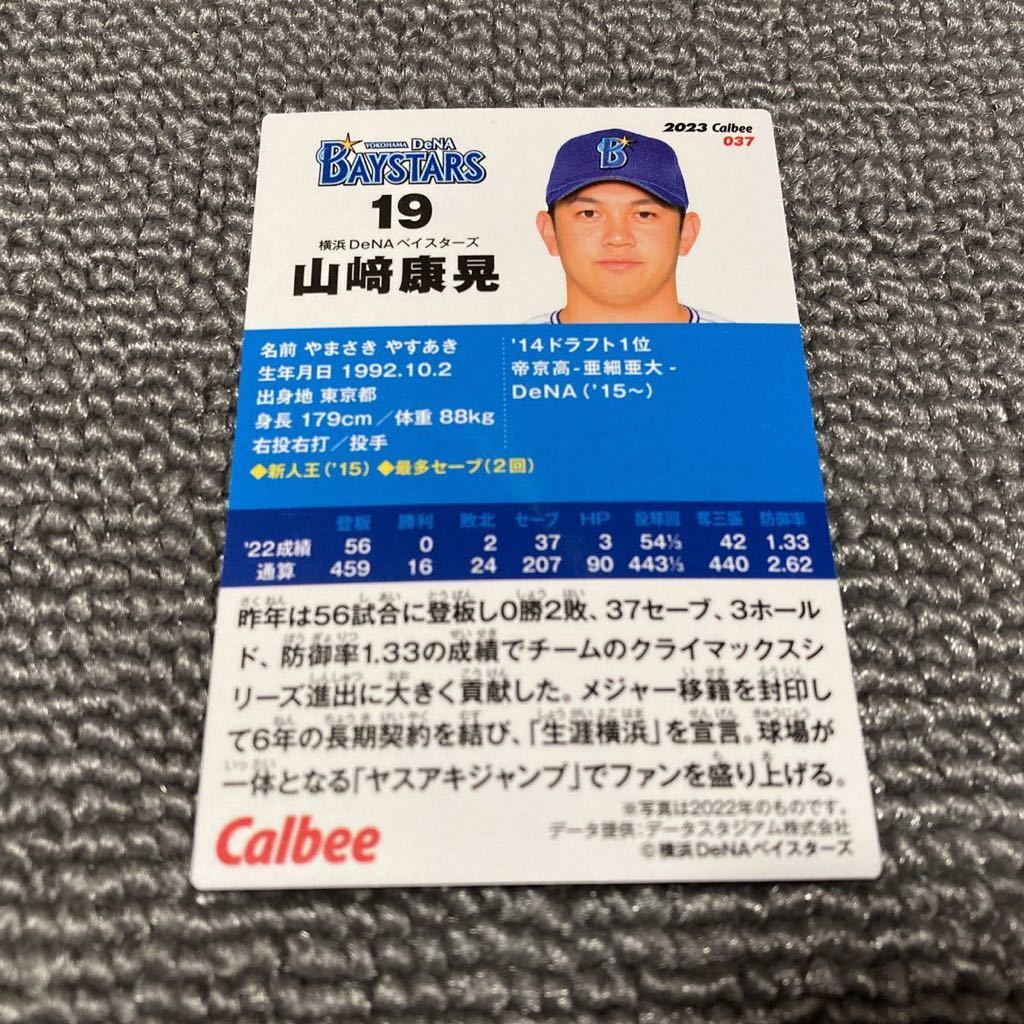 2023 Calbee
037
YOKOHAMA DeNA
BAYSTARS
19
横浜DeNAベイスターズ
山﨑康晃
B
名前 やまさき やすあき
生年月日 1992.10.2
出身地 東京都
身長 179cm/体重 88kg
右投右打/投手
'14ドラフト1位
帝京高-亜細亜大-
DeNA('15〜)
◆新人王('15) ◆最多セーブ(2回)
登板 勝利 敗北 セーブ HP 投球回 奪三振 防御率
'22成績 56 0 2 37 3 54⅓ 42 1.33
通算 459 16 24 207 90 443⅓ 440 2.62
昨年は56試合に登板し0勝2敗、37セーブ、3ホール
ド、防御率1.33の成績でチームのクライマックスシ
リーズ進出に大きく貢献した。メジャー移籍を封印し
て6年の長期契約を結び、「生涯横浜」を宣言。球場が
一体となる「ヤスアキジャンプ」でファンを盛り上げる。
※写真は2022年のものです。
データ提供:データスタジアム株式会社
©横浜DeNAベイスターズ
Calbee